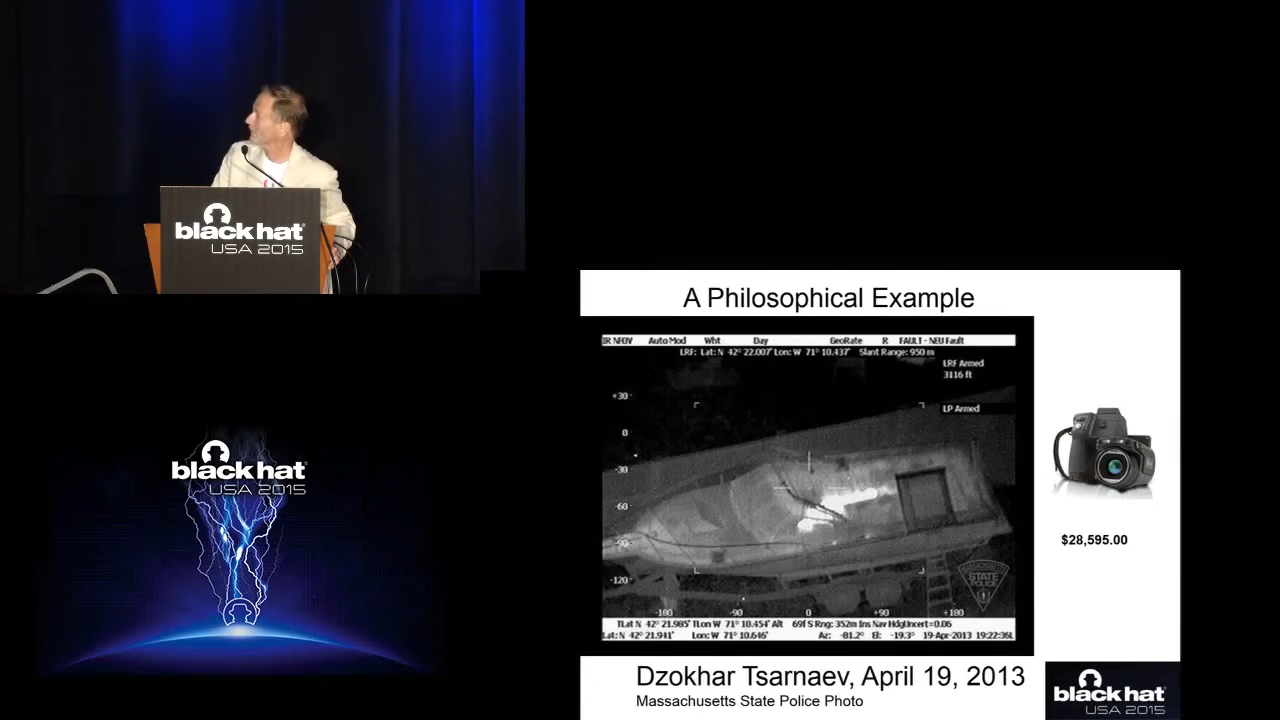 black hat
USA 2015
A Philosophical Example
IR NFOV Auto Mod Wht Day GeoRate R FAULT - NEU Fault
LRF: Lat: N 42° 22.007' Lon: W 71° 10.437' Slant Range: 950 m
LRF Armed
3116 ft
+30
LP Armed
0
-30
-60
-90
-120
-180 -90 0 +90 +180
MASSACHUSETTS
STATE
POLICE
TLat N 42° 21.985' TLon W 71° 10.454' Alt 69f S Rng: 352m Ins Nav HdgUncert=0.06
Lat: N 42° 21.941' Lon: W 71° 10.646' Az: -81.2° El: -19.3° 19-Apr-2013 19:22:36L
$28,595.00
Dzokhar Tsarnaev, April 19, 2013
Massachusetts State Police Photo
black hat
USA 2015
black hat
USA 2015